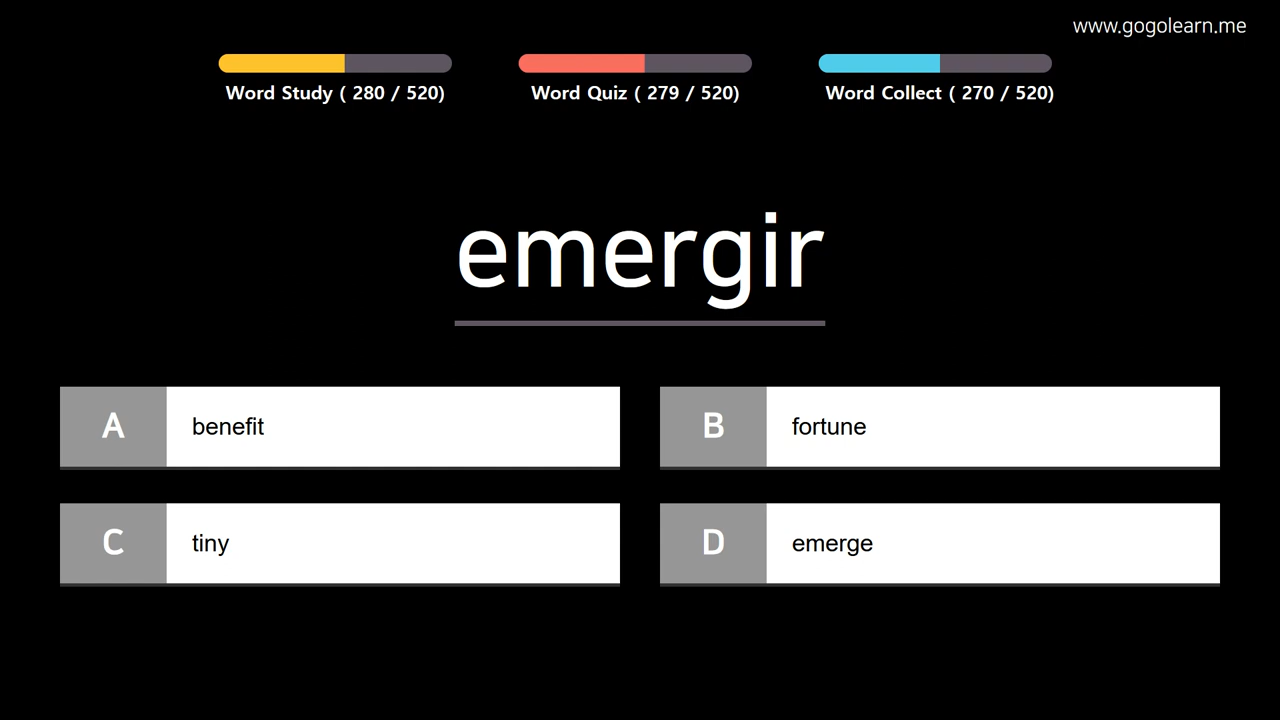 www.gogolearn.me
Word Study ( 280 / 520)
Word Quiz ( 279 / 520)
Word Collect ( 270 / 520)
emergir
A benefit
B fortune
C tiny
D emerge